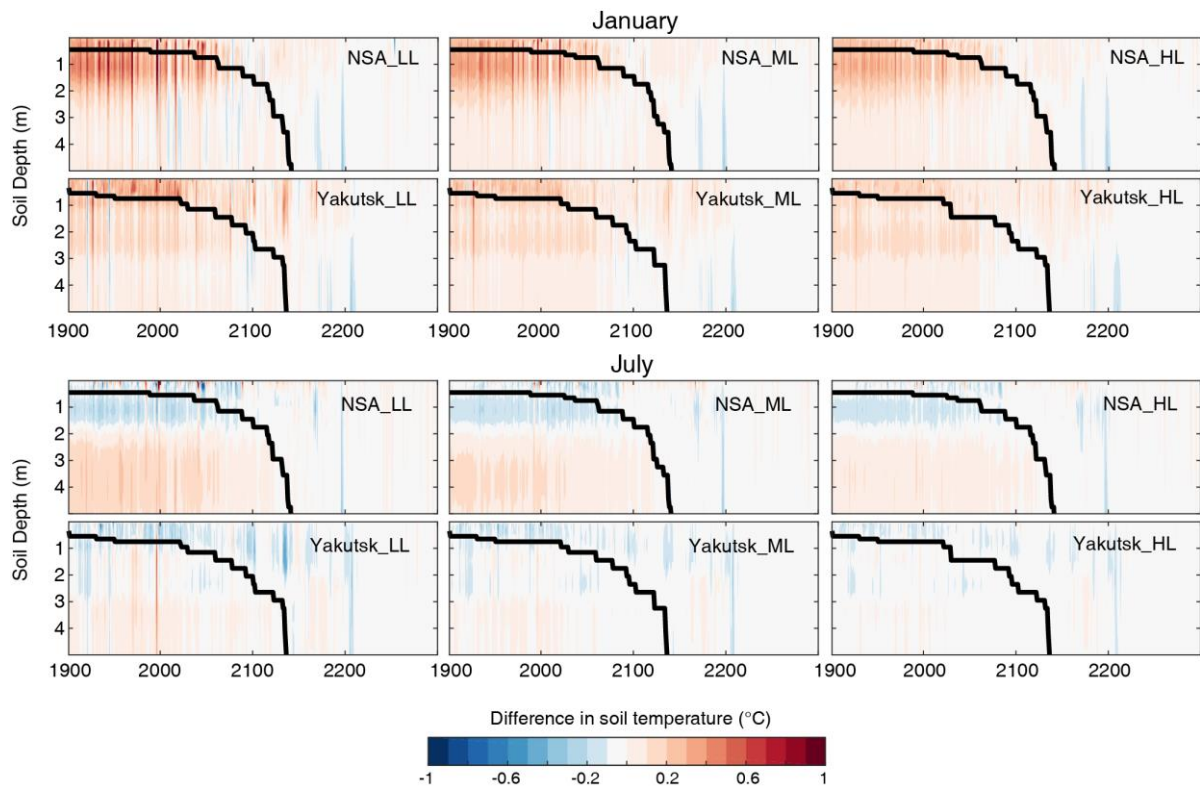 January
NSA_LL NSA_ML NSA_HL
1
2
3
4
Yakutsk_LL Yakutsk_ML Yakutsk_HL
1
2
3
4
Soil Depth (m)
1900 2000 2100 2200 1900 2000 2100 2200 1900 2000 2100 2200
July
NSA_LL NSA_ML NSA_HL
1
2
3
4
Yakutsk_LL Yakutsk_ML Yakutsk_HL
1
2
3
4
Soil Depth (m)
1900 2000 2100 2200 1900 2000 2100 2200 1900 2000 2100 2200
Difference in soil temperature (°C)
-1 -0.6 -0.2 0.2 0.6 1